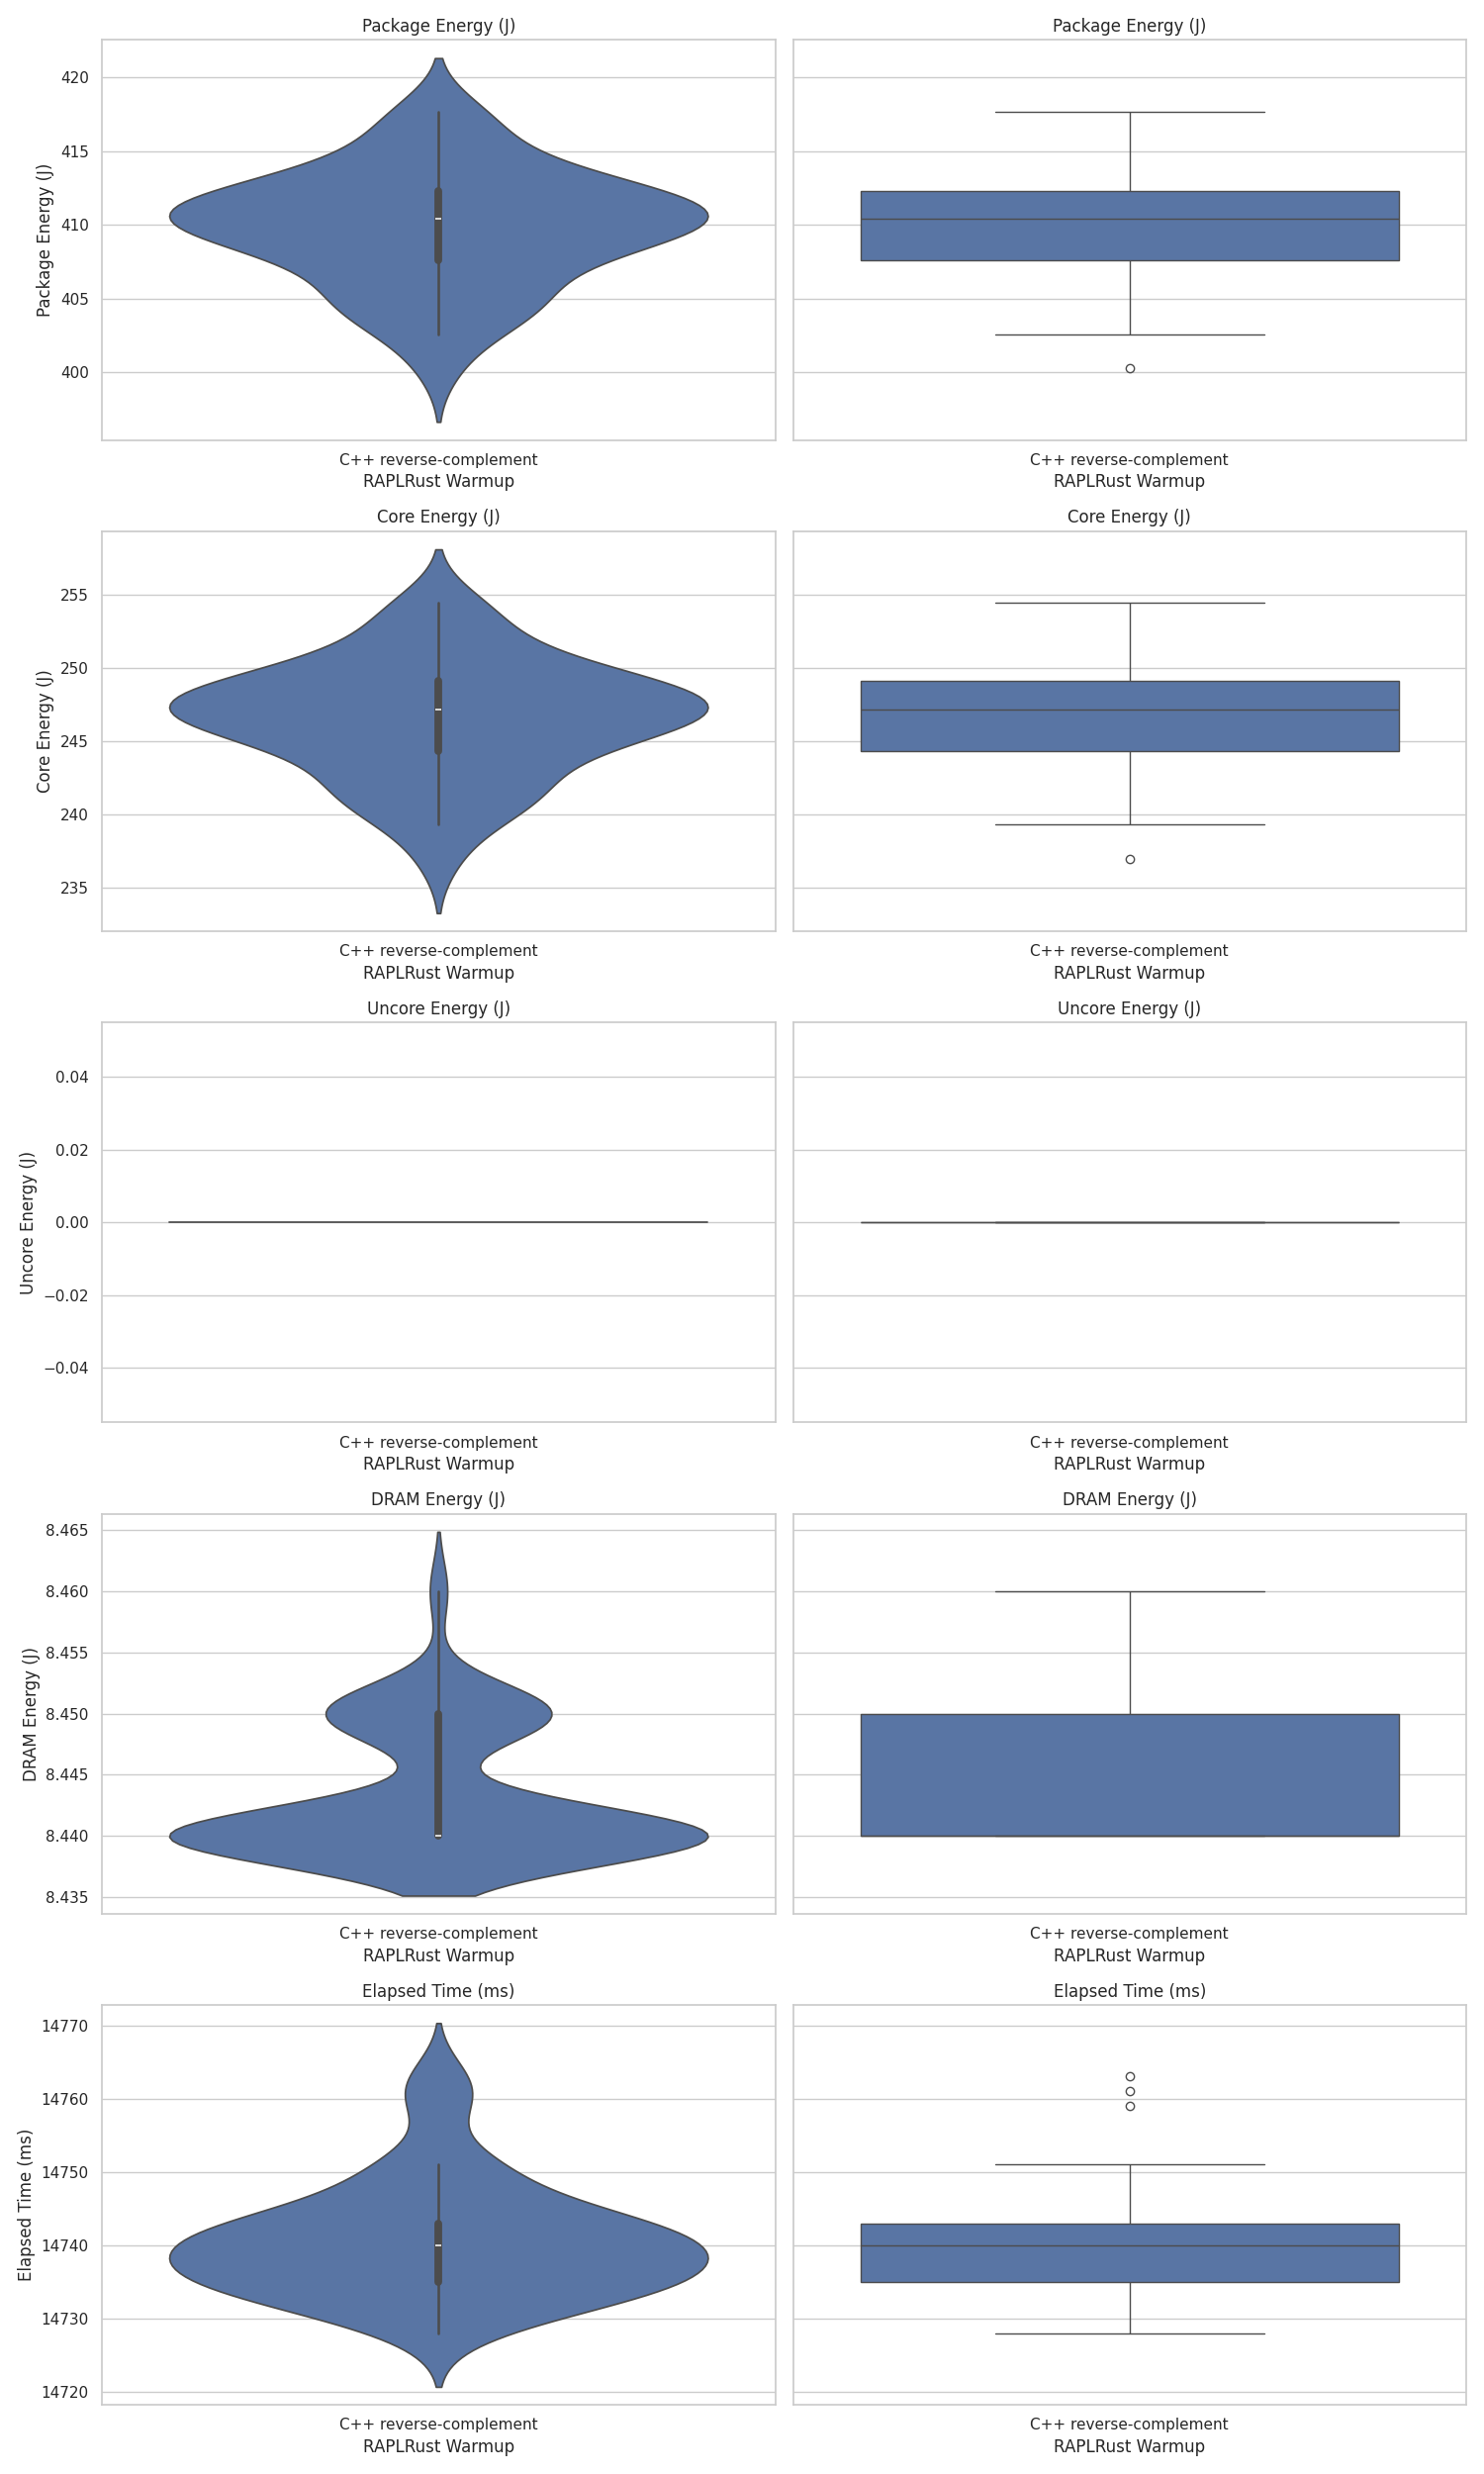 Package Energy (J)
Package Energy (J)
Package Energy (J)
420
415
410
405
400
C++ reverse-complement
C++ reverse-complement
RAPLRust Warmup
RAPLRust Warmup
Core Energy (J)
Core Energy (J)
Core Energy (J)
255
250
245
240
235
C++ reverse-complement
C++ reverse-complement
RAPLRust Warmup
RAPLRust Warmup
Uncore Energy (J)
Uncore Energy (J)
Uncore Energy (J)
0.04
0.02
0.00
−0.02
−0.04
C++ reverse-complement
C++ reverse-complement
RAPLRust Warmup
RAPLRust Warmup
DRAM Energy (J)
DRAM Energy (J)
DRAM Energy (J)
8.465
8.460
8.455
8.450
8.445
8.440
8.435
C++ reverse-complement
C++ reverse-complement
RAPLRust Warmup
RAPLRust Warmup
Elapsed Time (ms)
Elapsed Time (ms)
Elapsed Time (ms)
14770
14760
14750
14740
14730
14720
C++ reverse-complement
C++ reverse-complement
RAPLRust Warmup
RAPLRust Warmup